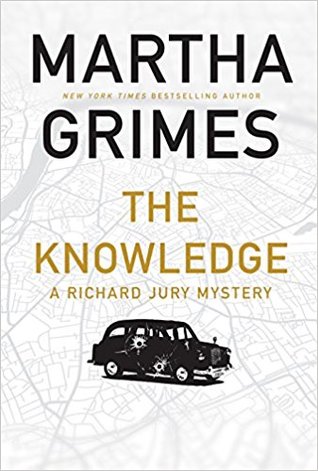 MARTHA
NEW YORK TIMES BESTSELLING AUTHOR
GRIMES
THE
KNOWLEDGE
A RICHARD JURY MYSTERY